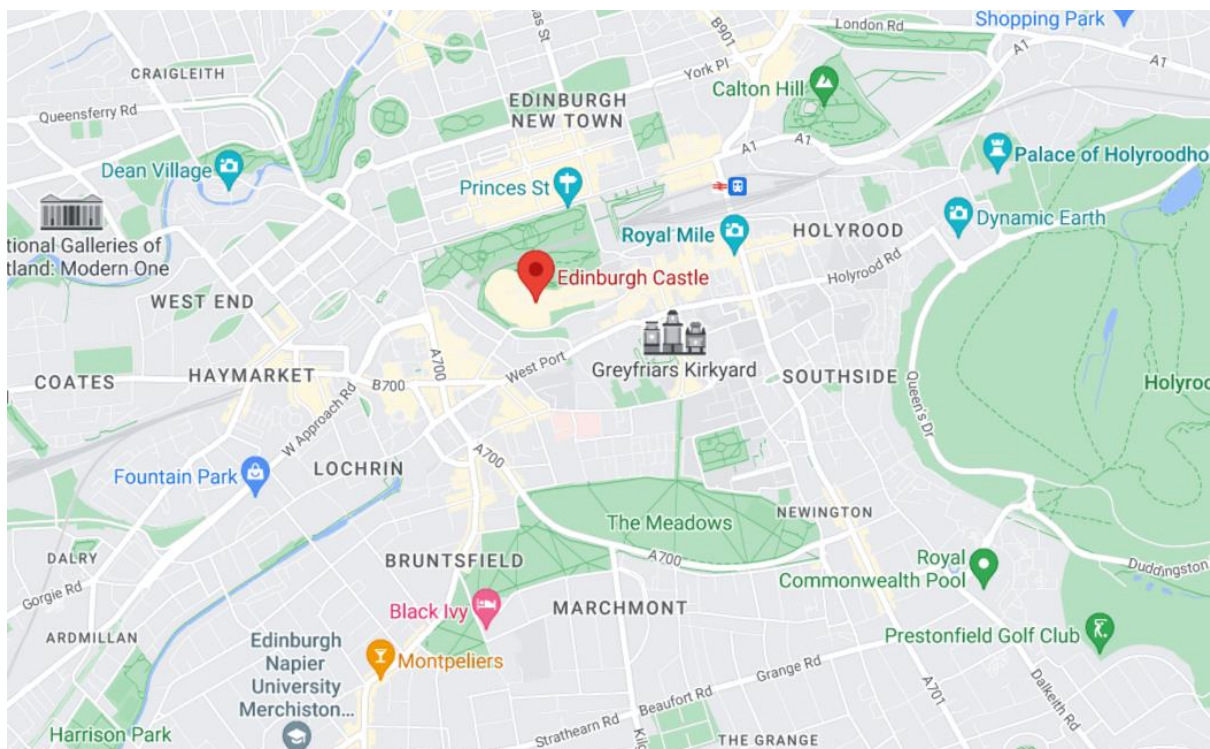 Shopping Park
London Rd
A1
A1
as St
B901
York Pl
CRAIGLEITH
Queensferry Rd
EDINBURGH
NEW TOWN
Calton Hill
A1
Dean Village
Princes St
Palace of Holyroodho
Dynamic Earth
tional Galleries of
tland: Modern One
Royal Mile
HOLYROOD
Holyrood Rd
Edinburgh Castle
WEST END
A700
West Port
Greyfriars Kirkyard
SOUTHSIDE
Queen's Dr
Holyroo
COATES
HAYMARKET
B700
W Approach Rd
LOCHRIN
A700
Fountain Park
The Meadows
NEWINGTON
DALRY
Gorgie Rd
BRUNTSFIELD
A700
Royal
Commonwealth Pool
Duddingston
Black Ivy
MARCHMONT
ARDMILLAN
Edinburgh
Napier
University
Merchiston...
Montpeliers
Prestonfield Golf Club
Grange Rd
Beaufort Rd
A701
Dalkeith Rd
Harrison Park
Strathearn Rd
Kilg
THE GRANGE